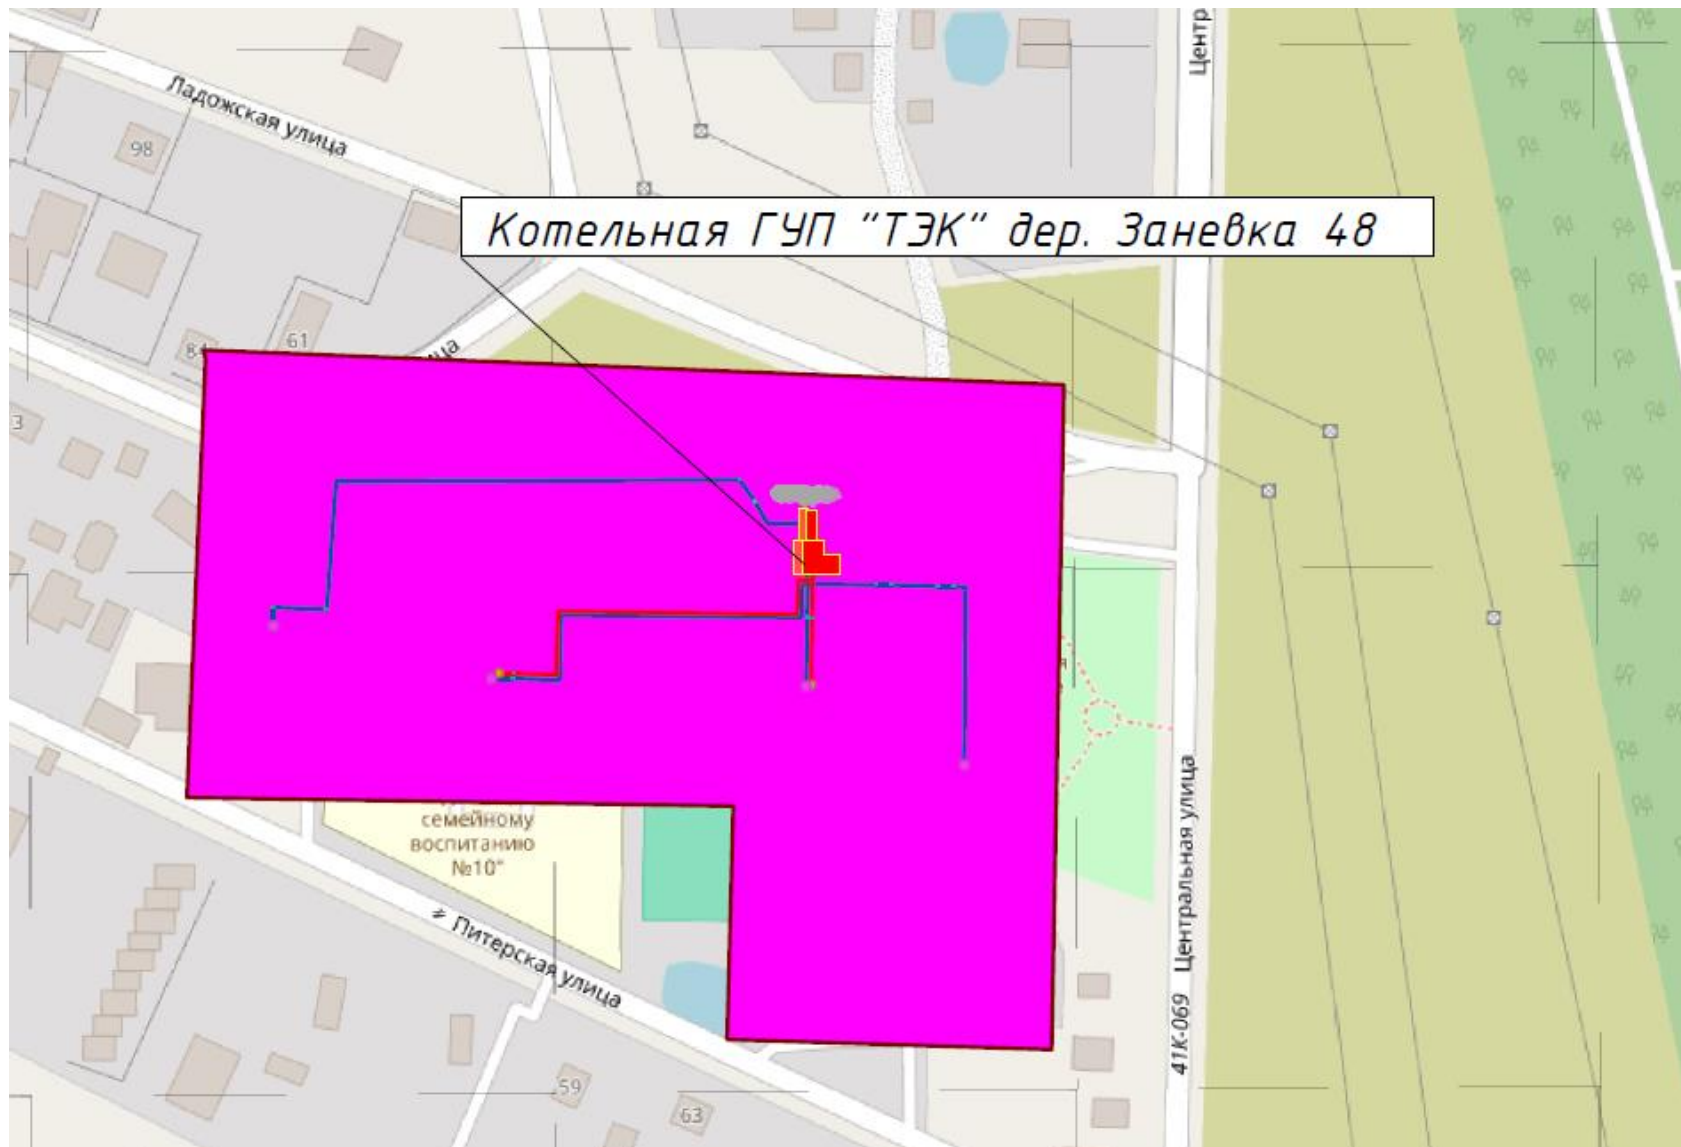 Центр
Ладожская улица
98
Котельная ГУП "ТЭК" дер. Заневка 48
61
ица
3
я
семейному
воспитанию
№10"
Питерская улица
Центральная улица
41К-069
59
63